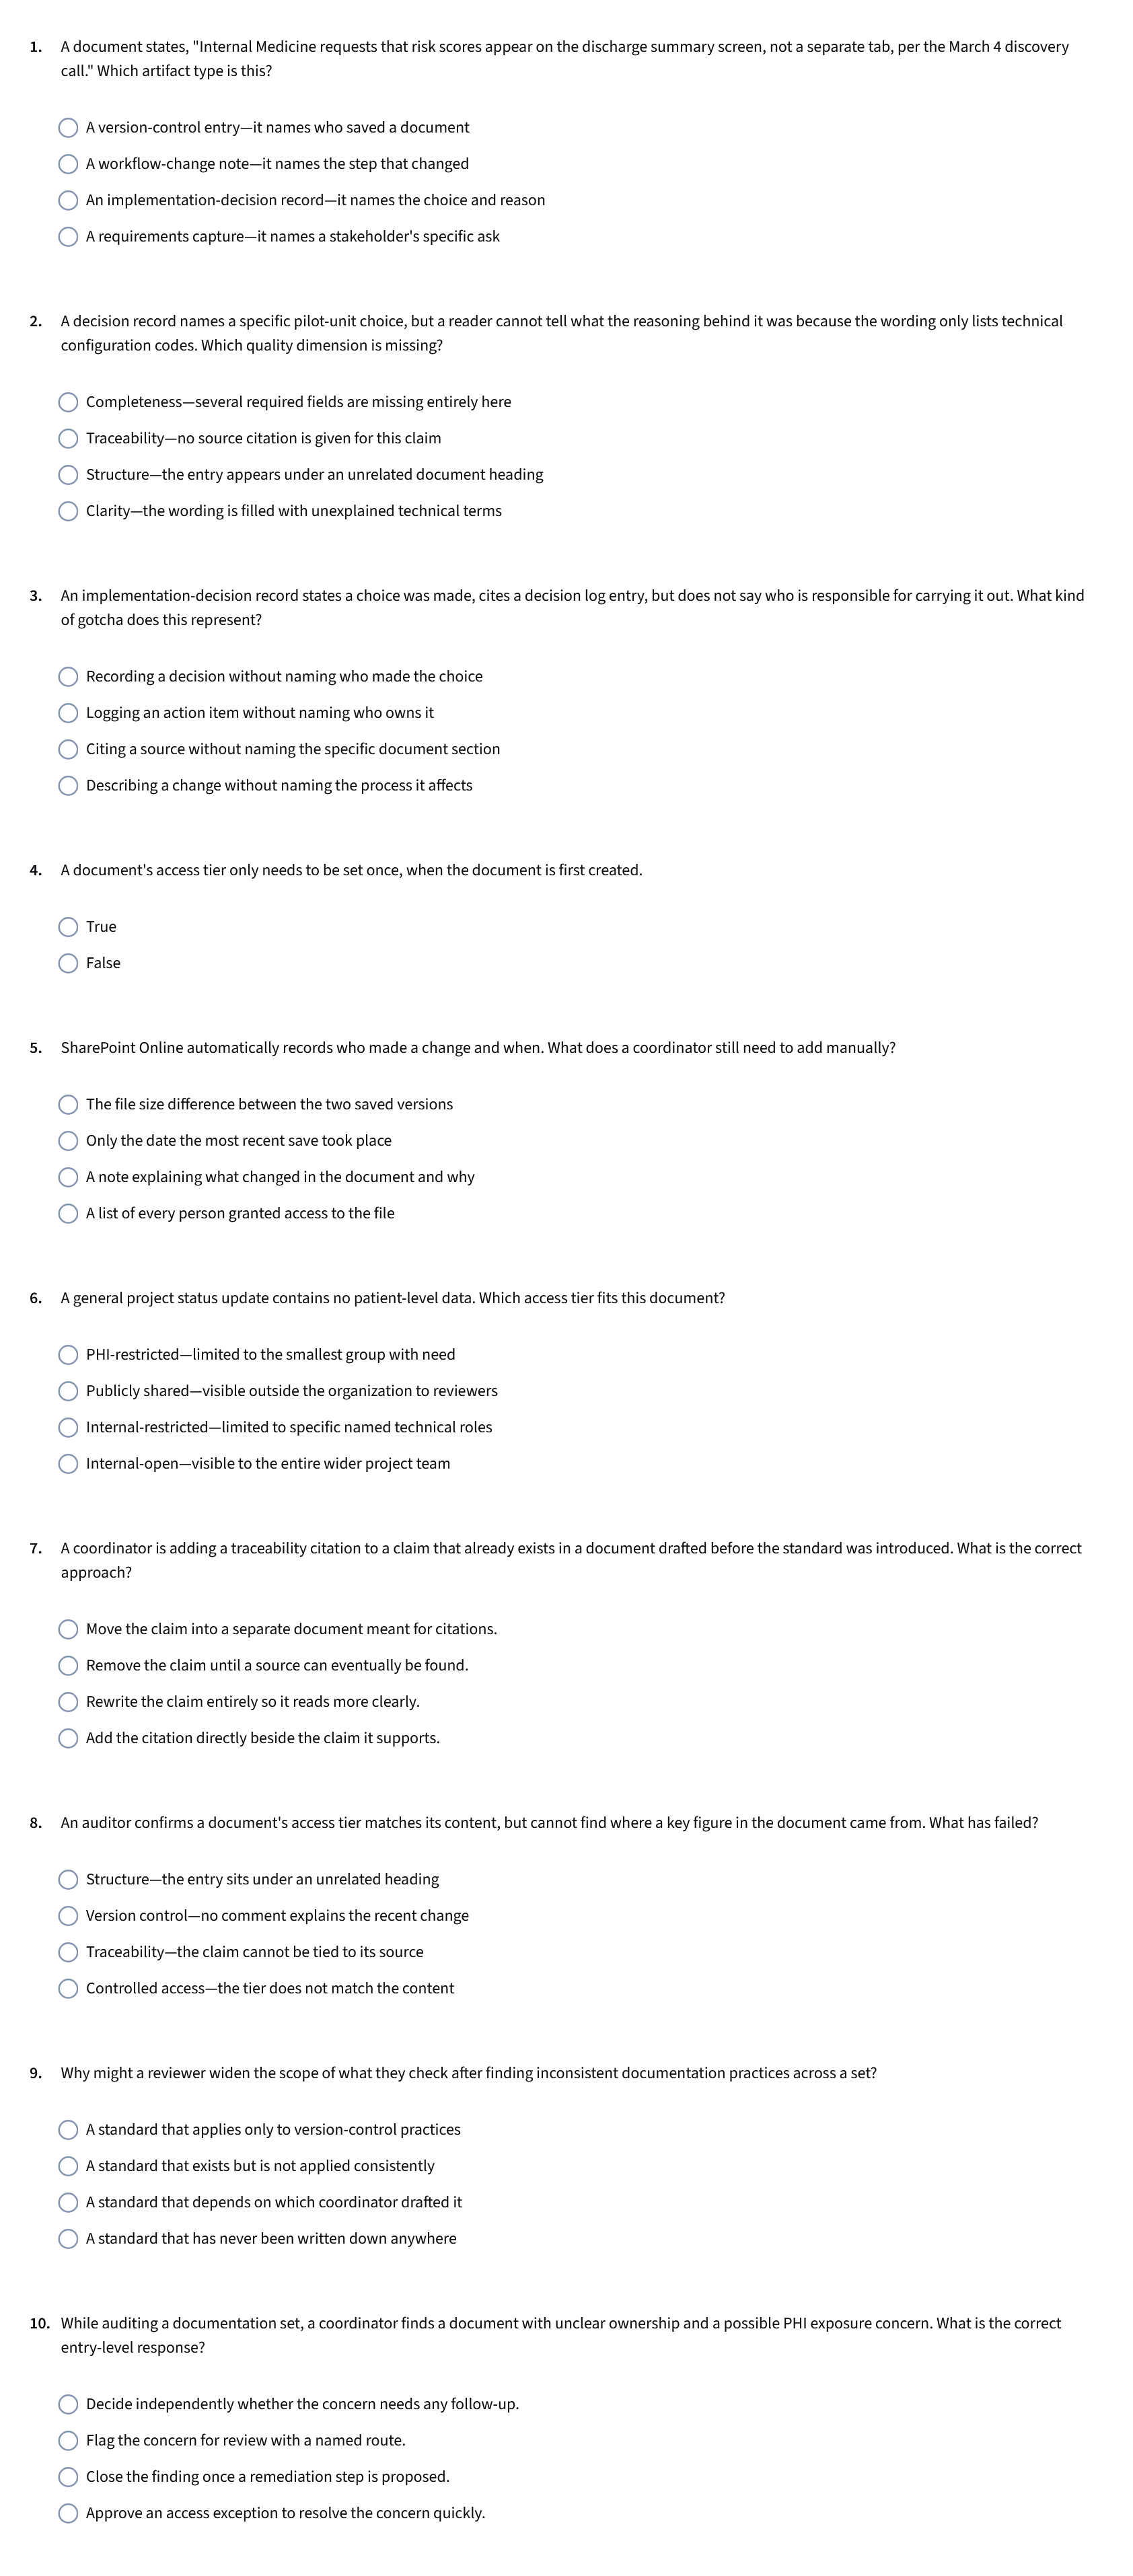 1. A document states, "Internal Medicine requests that risk scores appear on the discharge summary screen, not a separate tab, per the March 4 discovery
call." Which artifact type is this?
A version-control entry—it names who saved a document
A workflow-change note—it names the step that changed
An implementation-decision record—it names the choice and reason
A requirements capture—it names a stakeholder's specific ask
2. A decision record names a specific pilot-unit choice, but a reader cannot tell what the reasoning behind it was because the wording only lists technical
configuration codes. Which quality dimension is missing?
Completeness—several required fields are missing entirely here
Traceability—no source citation is given for this claim
Structure—the entry appears under an unrelated document heading
Clarity—the wording is filled with unexplained technical terms
3. An implementation-decision record states a choice was made, cites a decision log entry, but does not say who is responsible for carrying it out. What kind
of gotcha does this represent?
Recording a decision without naming who made the choice
Logging an action item without naming who owns it
Citing a source without naming the specific document section
Describing a change without naming the process it affects
4. A document's access tier only needs to be set once, when the document is first created.
True
False
5. SharePoint Online automatically records who made a change and when. What does a coordinator still need to add manually?
The file size difference between the two saved versions
Only the date the most recent save took place
A note explaining what changed in the document and why
A list of every person granted access to the file
6. A general project status update contains no patient-level data. Which access tier fits this document?
PHI-restricted—limited to the smallest group with need
Publicly shared—visible outside the organization to reviewers
Internal-restricted—limited to specific named technical roles
Internal-open—visible to the entire wider project team
7. A coordinator is adding a traceability citation to a claim that already exists in a document drafted before the standard was introduced. What is the correct
approach?
Move the claim into a separate document meant for citations.
Remove the claim until a source can eventually be found.
Rewrite the claim entirely so it reads more clearly.
Add the citation directly beside the claim it supports.
8. An auditor confirms a document's access tier matches its content, but cannot find where a key figure in the document came from. What has failed?
Structure—the entry sits under an unrelated heading
Version control—no comment explains the recent change
Traceability—the claim cannot be tied to its source
Controlled access—the tier does not match the content
9. Why might a reviewer widen the scope of what they check after finding inconsistent documentation practices across a set?
A standard that applies only to version-control practices
A standard that exists but is not applied consistently
A standard that depends on which coordinator drafted it
A standard that has never been written down anywhere
10. While auditing a documentation set, a coordinator finds a document with unclear ownership and a possible PHI exposure concern. What is the correct
entry-level response?
Decide independently whether the concern needs any follow-up.
Flag the concern for review with a named route.
Close the finding once a remediation step is proposed.
Approve an access exception to resolve the concern quickly.